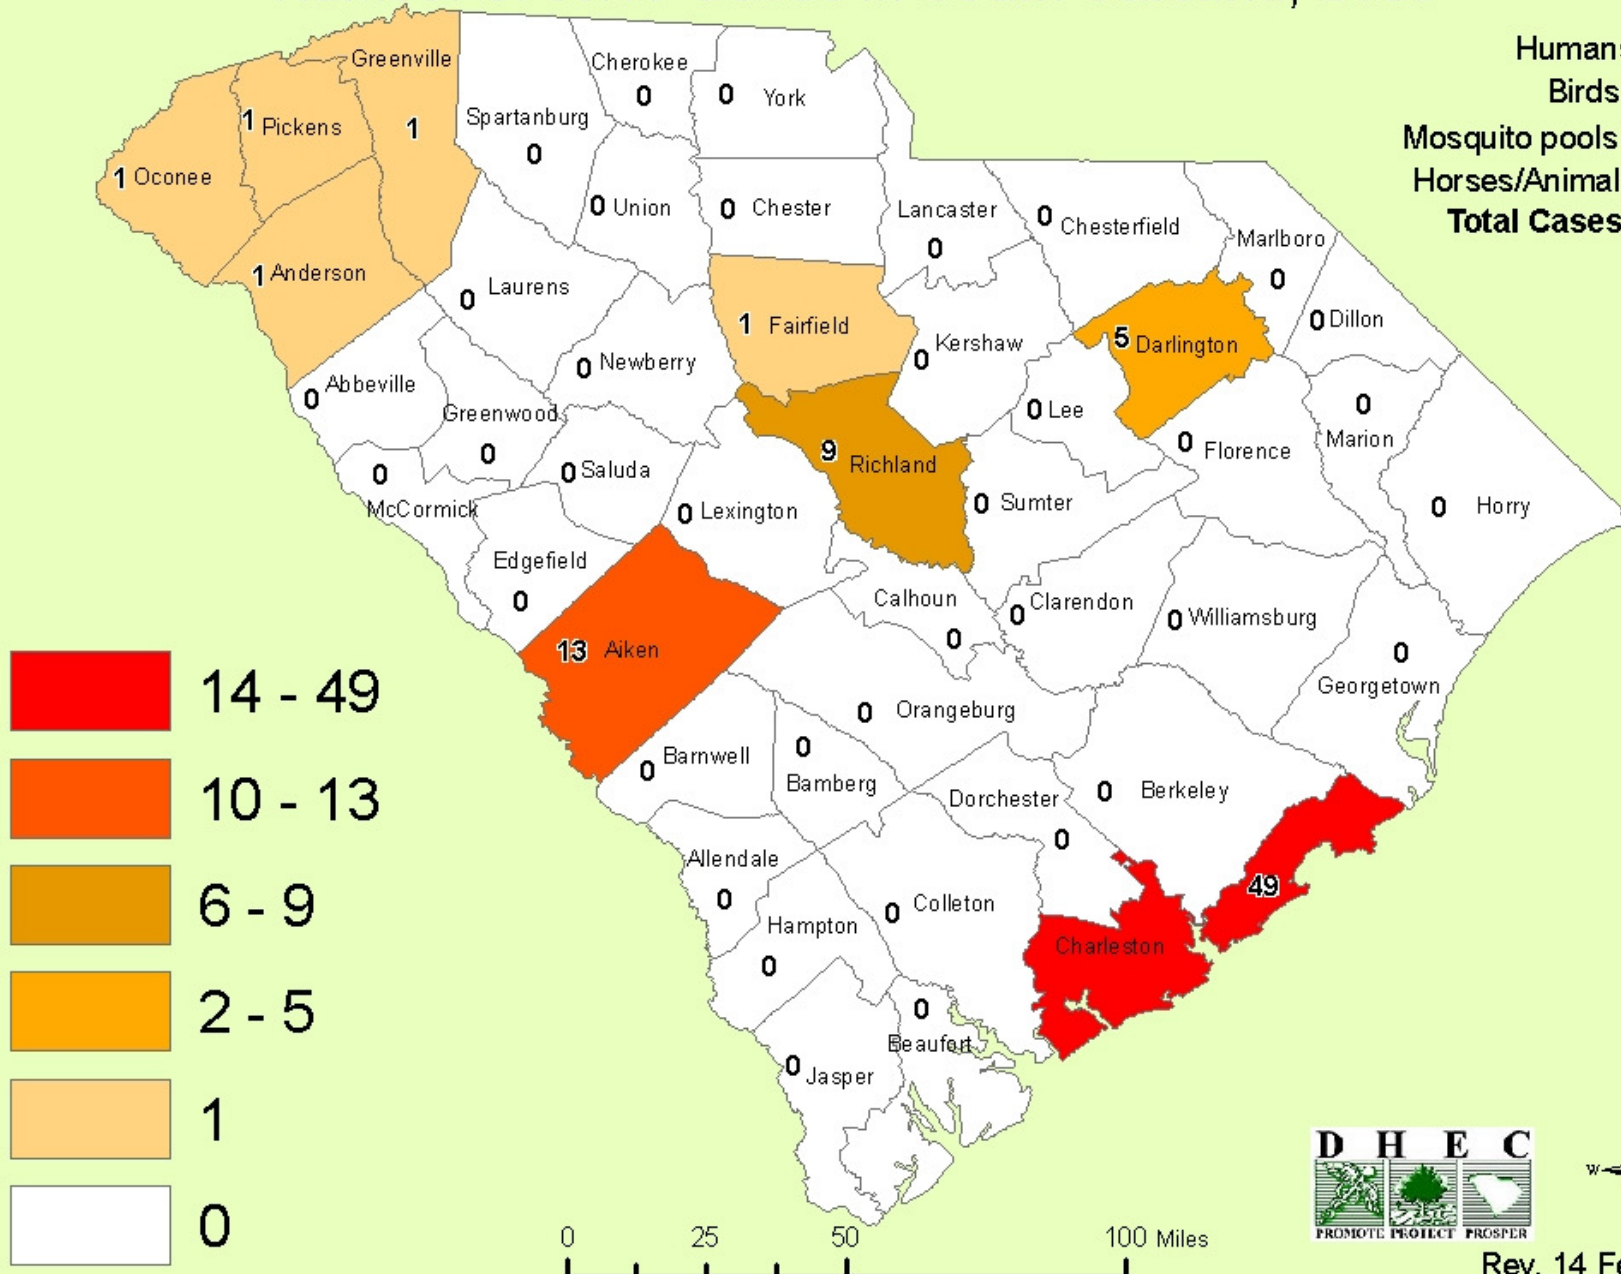 Humans
Birds
Mosquito pools
Horses/Animal
Total Cases
Greenville
1
Cherokee
0
0 York
Spartanburg
0
1 Pickens
1 Oconee
0 Union
0 Chester
Lancaster
0
0 Chesterfield
Marlboro
0
1 Anderson
0 Laurens
1 Fairfield
0 Kershaw
5 Darlington
0 Dillon
0 Newberry
0 Abbeville
Greenwood
0
0 Lee
0 Florence
0
Marion
0
McCormick
0 Saluda
9 Richland
0 Lexington
0 Sumter
0 Horry
Edgefield
0
Calhoun
0
0 Clarendon
0 Williamsburg
13 Aiken
0
Georgetown
0 Orangeburg
0 Barnwell
0
Bamberg
Dorchester
0
0 Berkeley
Allendale
0
49
Charleston
Hampton
0
0 Colleton
0
Beaufort
0 Jasper
14 - 49
10 - 13
6 - 9
2 - 5
1
0
0 25 50 100 Miles
D H E C
PROMOTE PROTECT PROSPER
W
Rev. 14